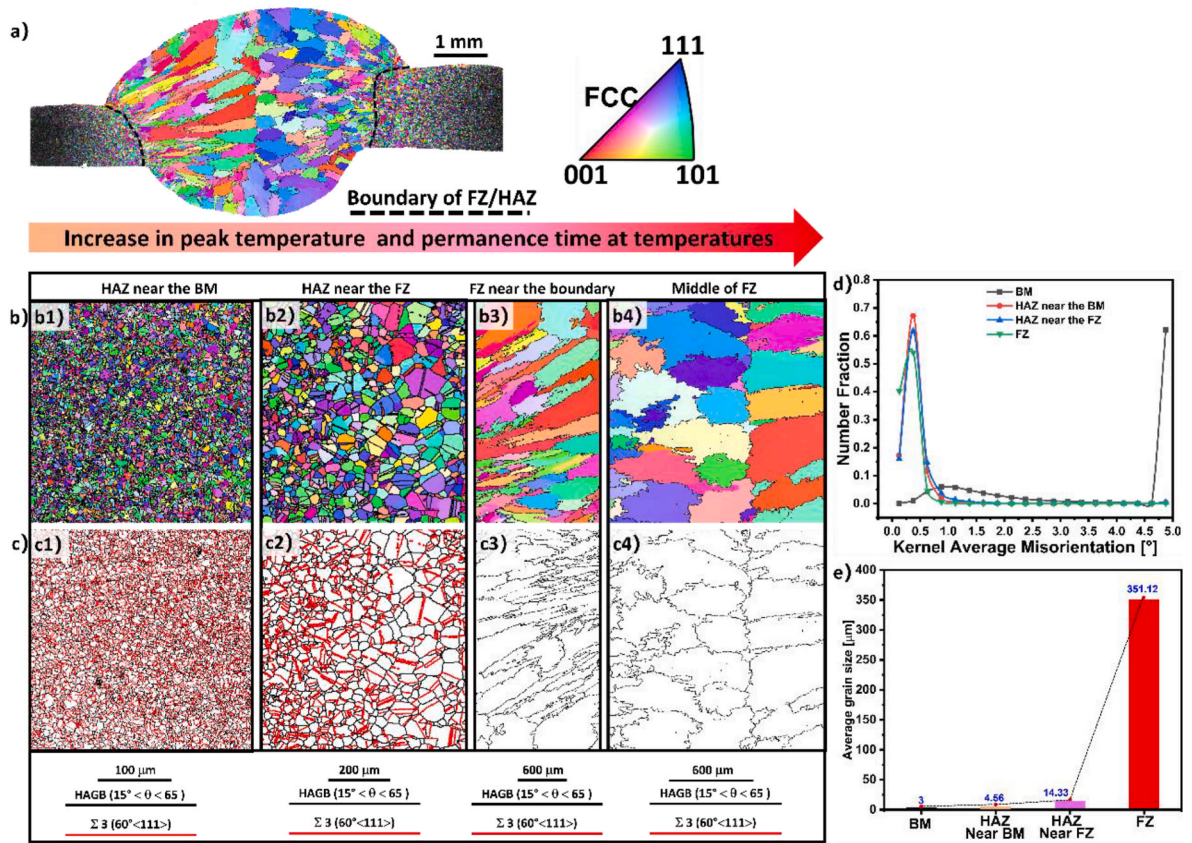 a)
1 mm
111
FCC
001
101
Boundary of FZ/HAZ
Increase in peak temperature and permanence time at temperatures
HAZ near the BM
HAZ near the FZ
FZ near the boundary
Middle of FZ
b)
b1)
b2)
b3)
b4)
c)
c1)
c2)
c3)
c4)
100 μm
HAGB (15° < θ < 65 )
Σ 3 (60°<111>)
200 μm
HAGB (15° < θ < 65 )
Σ 3 (60°<111>)
600 μm
HAGB (15° < θ < 65 )
Σ 3 (60°<111>)
600 μm
HAGB (15° < θ < 65 )
Σ 3 (60°<111>)
d)
0.8
0.7
0.6
0.5
0.4
0.3
0.2
0.1
0.0
Number Fraction
BM
HAZ near the BM
HAZ near the FZ
FZ
0.0 0.5 1.0 1.5 2.0 2.5 3.0 3.5 4.0 4.5 5.0
Kernel Average Misorientation [°]
e)
400
350
300
250
200
150
100
50
0
Average grain size [μm]
3
4.56
14.33
351.12
BM
HAZ
Near BM
HAZ
Near FZ
FZ